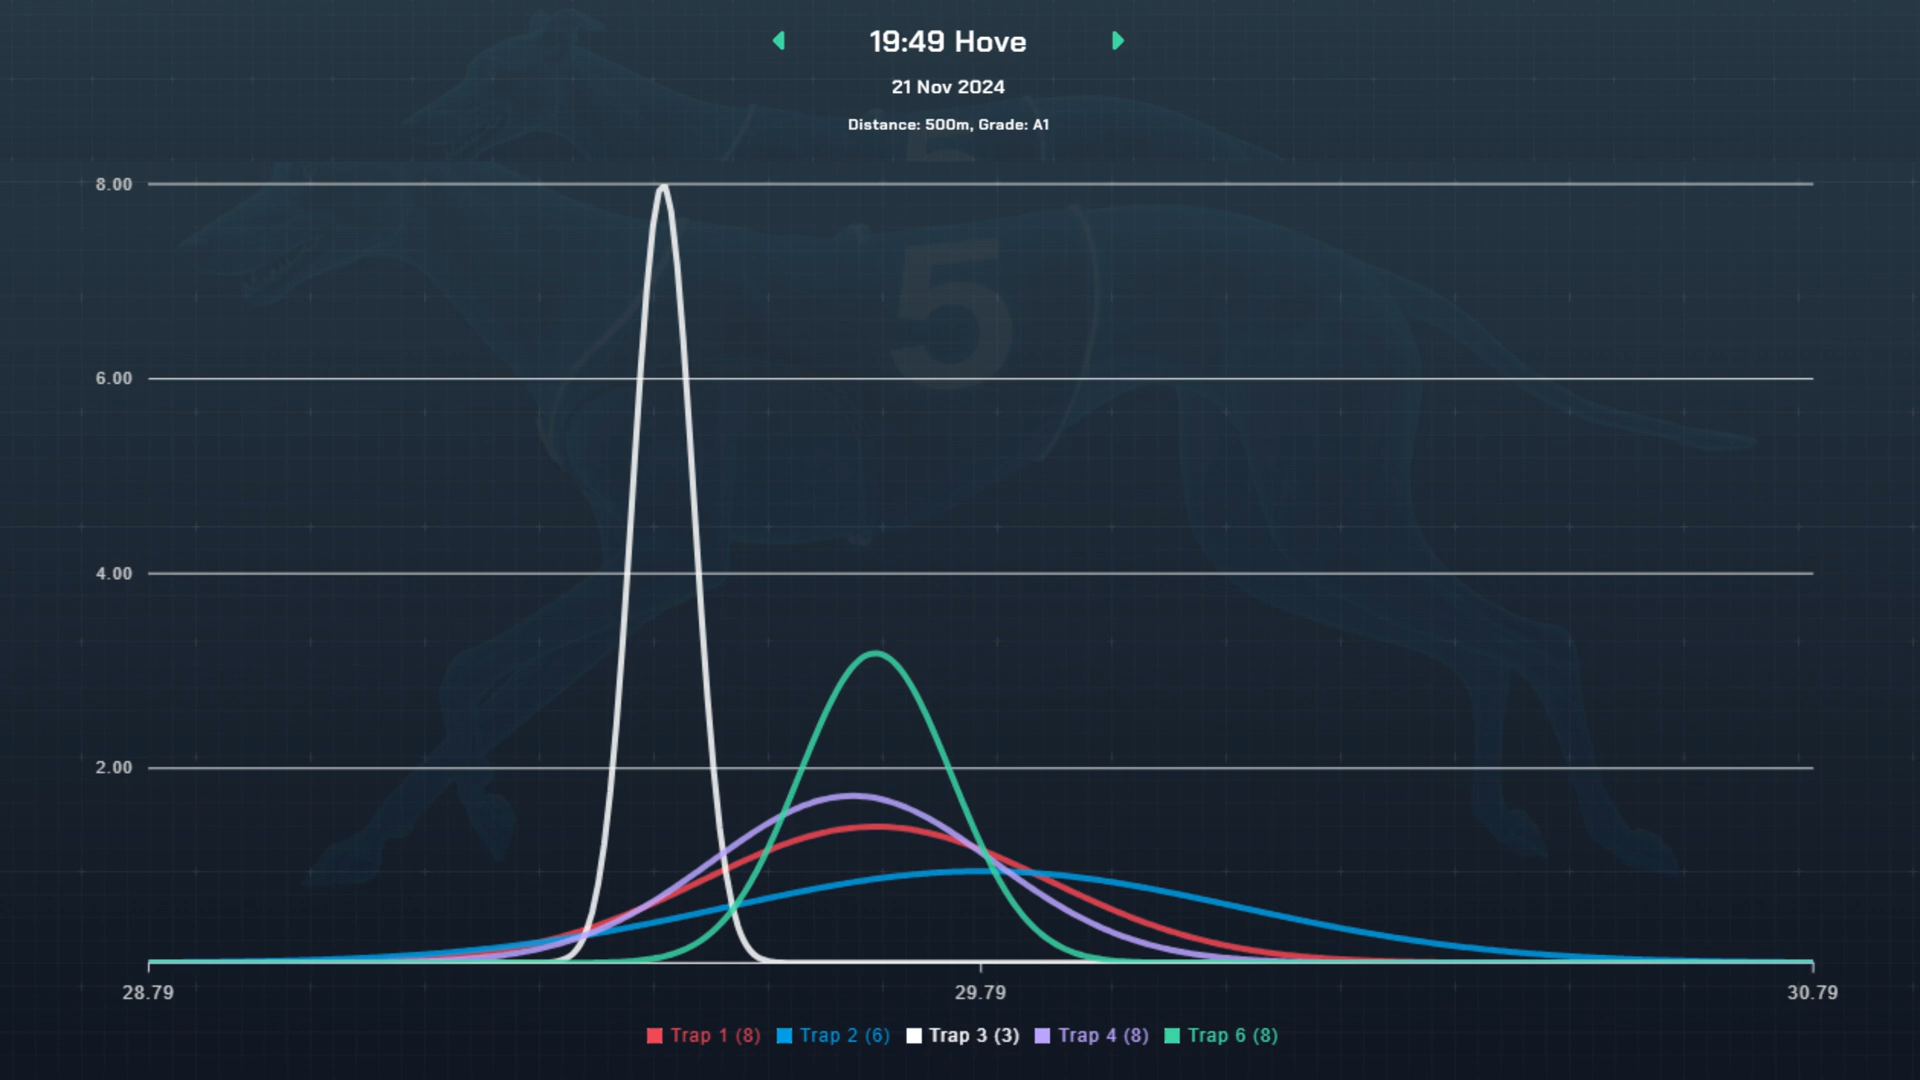 19:49 Hove
21 Nov 2024
Distance: 500m, Grade: A1
5
5
8.00
6.00
4.00
2.00
28.79 29.79 30.79
Trap 1 (8) Trap 2 (6) Trap 3 (3) Trap 4 (8) Trap 6 (8)